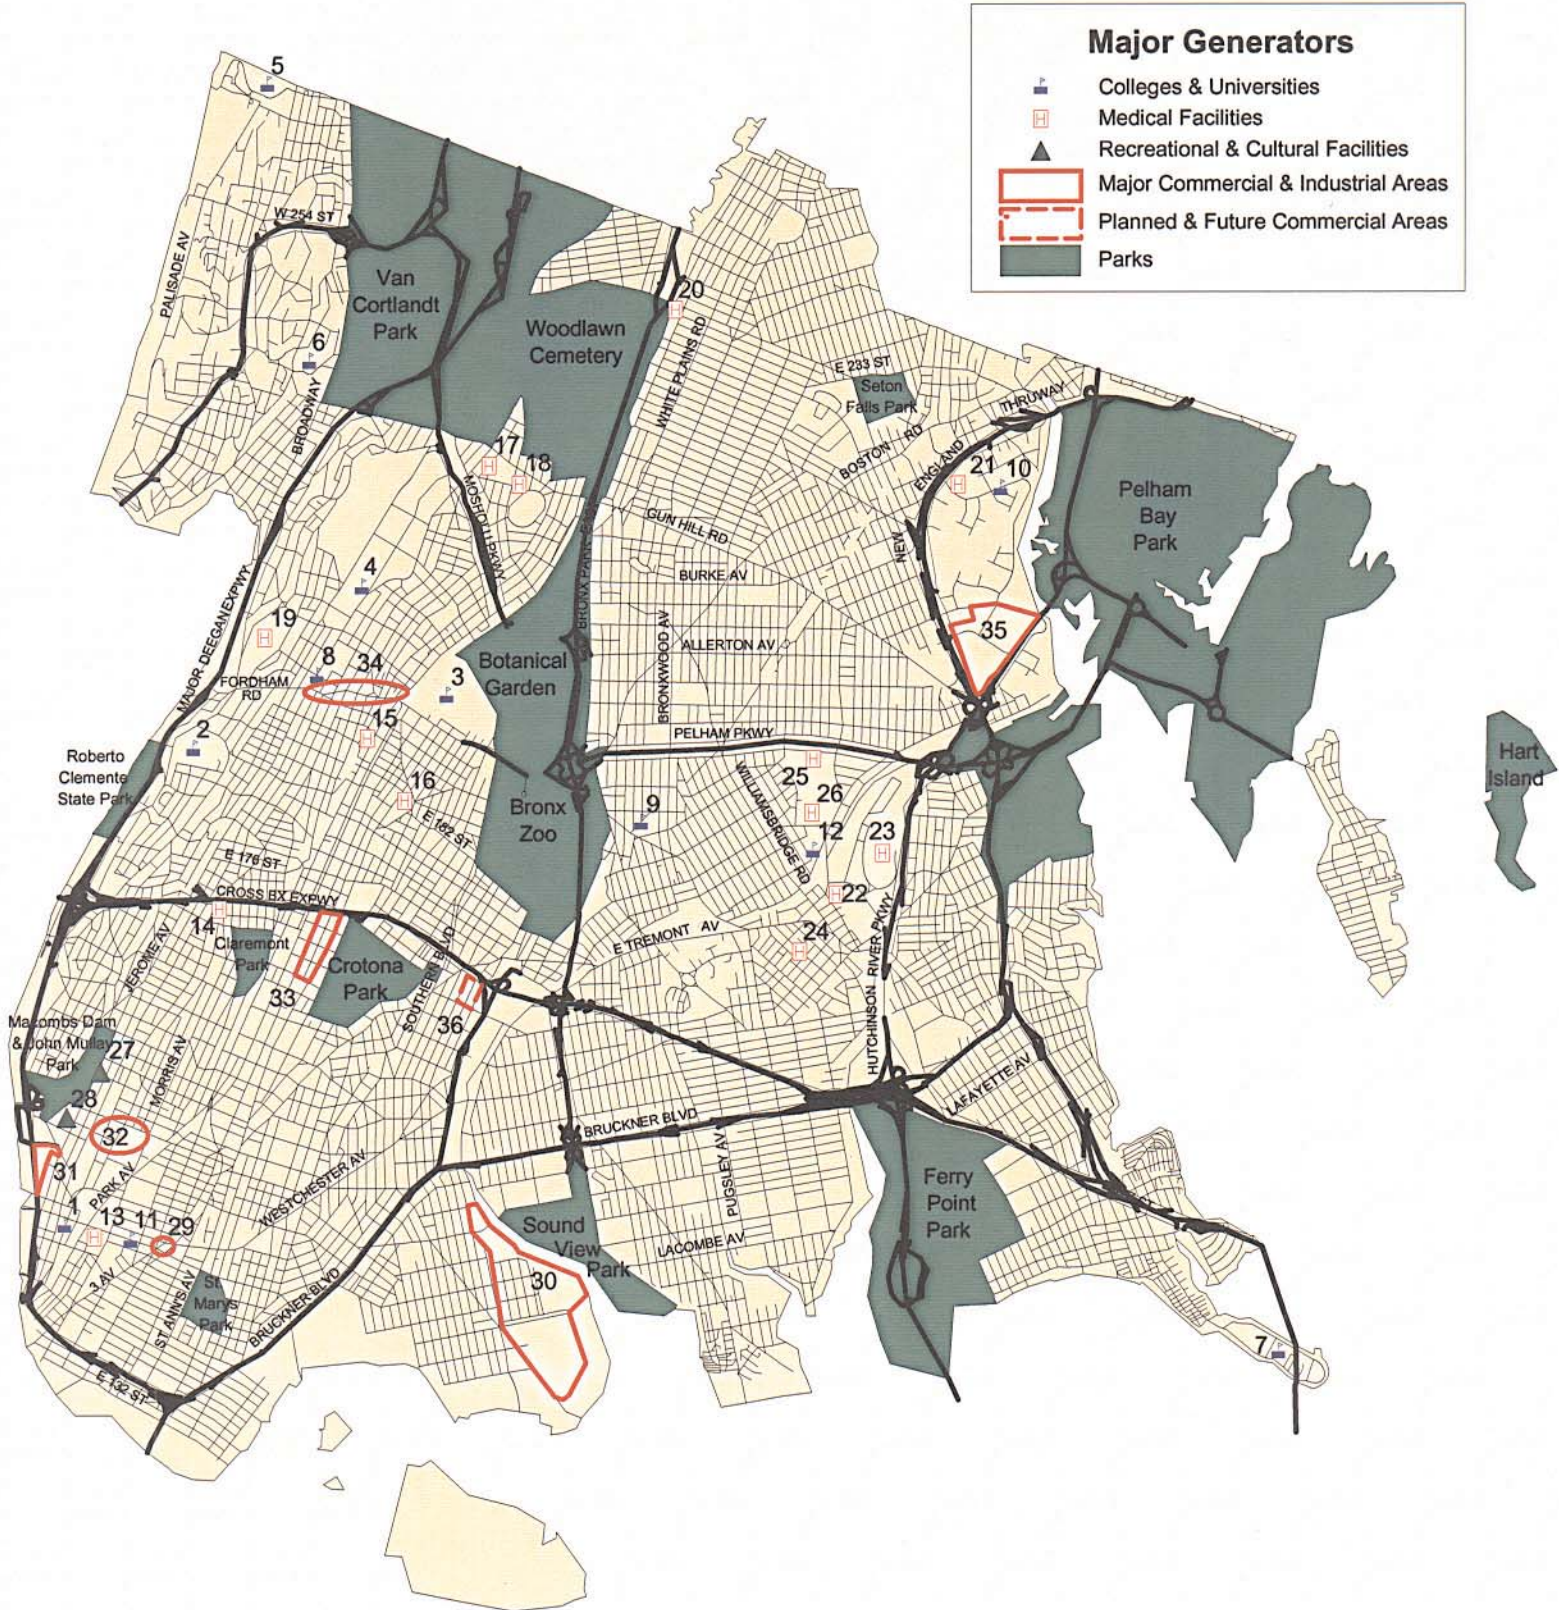 Major Generators
Colleges & Universities
Medical Facilities
Recreational & Cultural Facilities
Major Commercial & Industrial Areas
Planned & Future Commercial Areas
Parks
5
W 254 ST
PALISADE AV
Van
Cortlandt
Park
20
Woodlawn
Cemetery
6
WHITE PLAINS RD
E 233 ST
Seton
Falls Park
THRUWAY
BROADWAY
BOSTON RD
ENGLAND
17
18
21
10
Pelham
Bay
Park
MOSHOLU PKWY
GUN HILL RD
NEW
4
BURKE AV
MAJOR DEEGAN EXPWY
19
BRONXWOOD AV
ALLERTON AV
35
8
34
FORDHAM
RD
3
Botanical
Garden
15
2
PELHAM PKWY
Roberto
Clemente
State Park
Hart
Island
16
25
WILLIAMSBRIDGE RD
26
Bronx
Zoo
9
12
23
E 182 ST
E 176 ST
CROSS BX EXPWY
22
14
Claremont
Park
JEROME AV
E TREMONT AV
24
Crotona
Park
33
SOUTHERN BLVD
36
HUTCHINSON RIVER PKWY
Macombs Dam
& John Mullay
Park
27
MORRIS AV
28
32
LAFAYETTE AV
BRUCKNER BLVD
31
PARK AV
WESTCHESTER AV
PUGSLEY AV
Ferry
Point
Park
1
13
11
29
Sound
View
Park
LACOMBE AV
3 AV
ST ANN'S AV
St
Marys
Park
30
BRUCKNER BLVD
7
E 132 ST